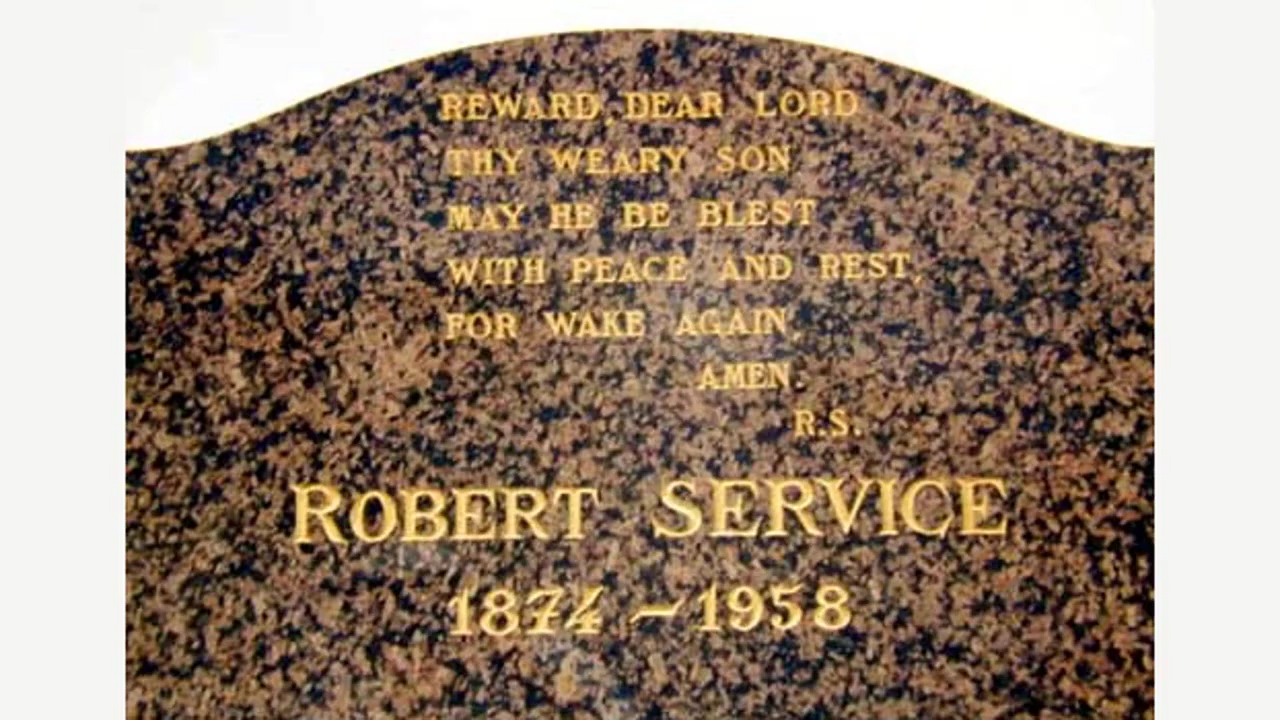 REWARD, DEAR LORD
THY WEARY SON
MAY HE BE BLEST
WITH PEACE AND REST,
FOR WAKE AGAIN
AMEN.
R.S.
ROBERT SERVICE
1874 – 1958